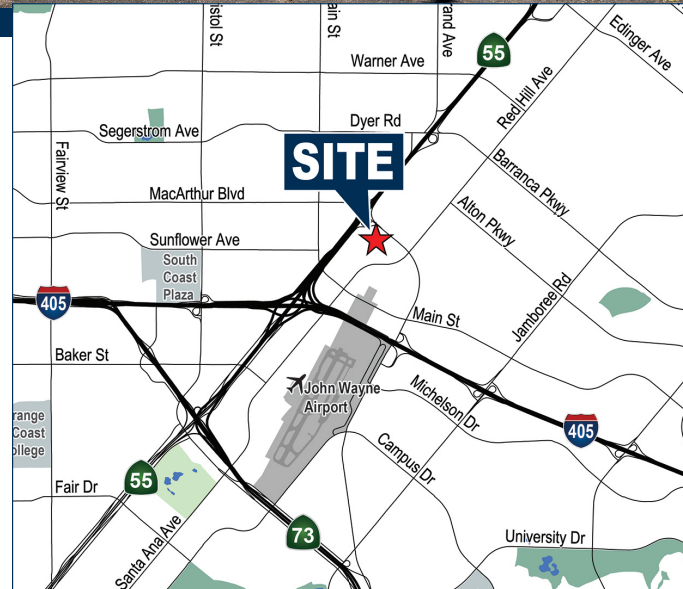 istol St
ain St
rand Ave
55
Edinger Ave
Warner Ave
Red Hill Ave
Segerstrom Ave
Dyer Rd
SITE
Fairview St
Barranca Pkwy
MacArthur Blvd
Alton Pkwy
Sunflower Ave
South
Coast
Plaza
405
Main St
Jamboree Rd
Baker St
John Wayne
Airport
Michelson Dr
range
Coast
ollege
405
Campus Dr
55
Fair Dr
73
Santa Ana Ave
University Dr